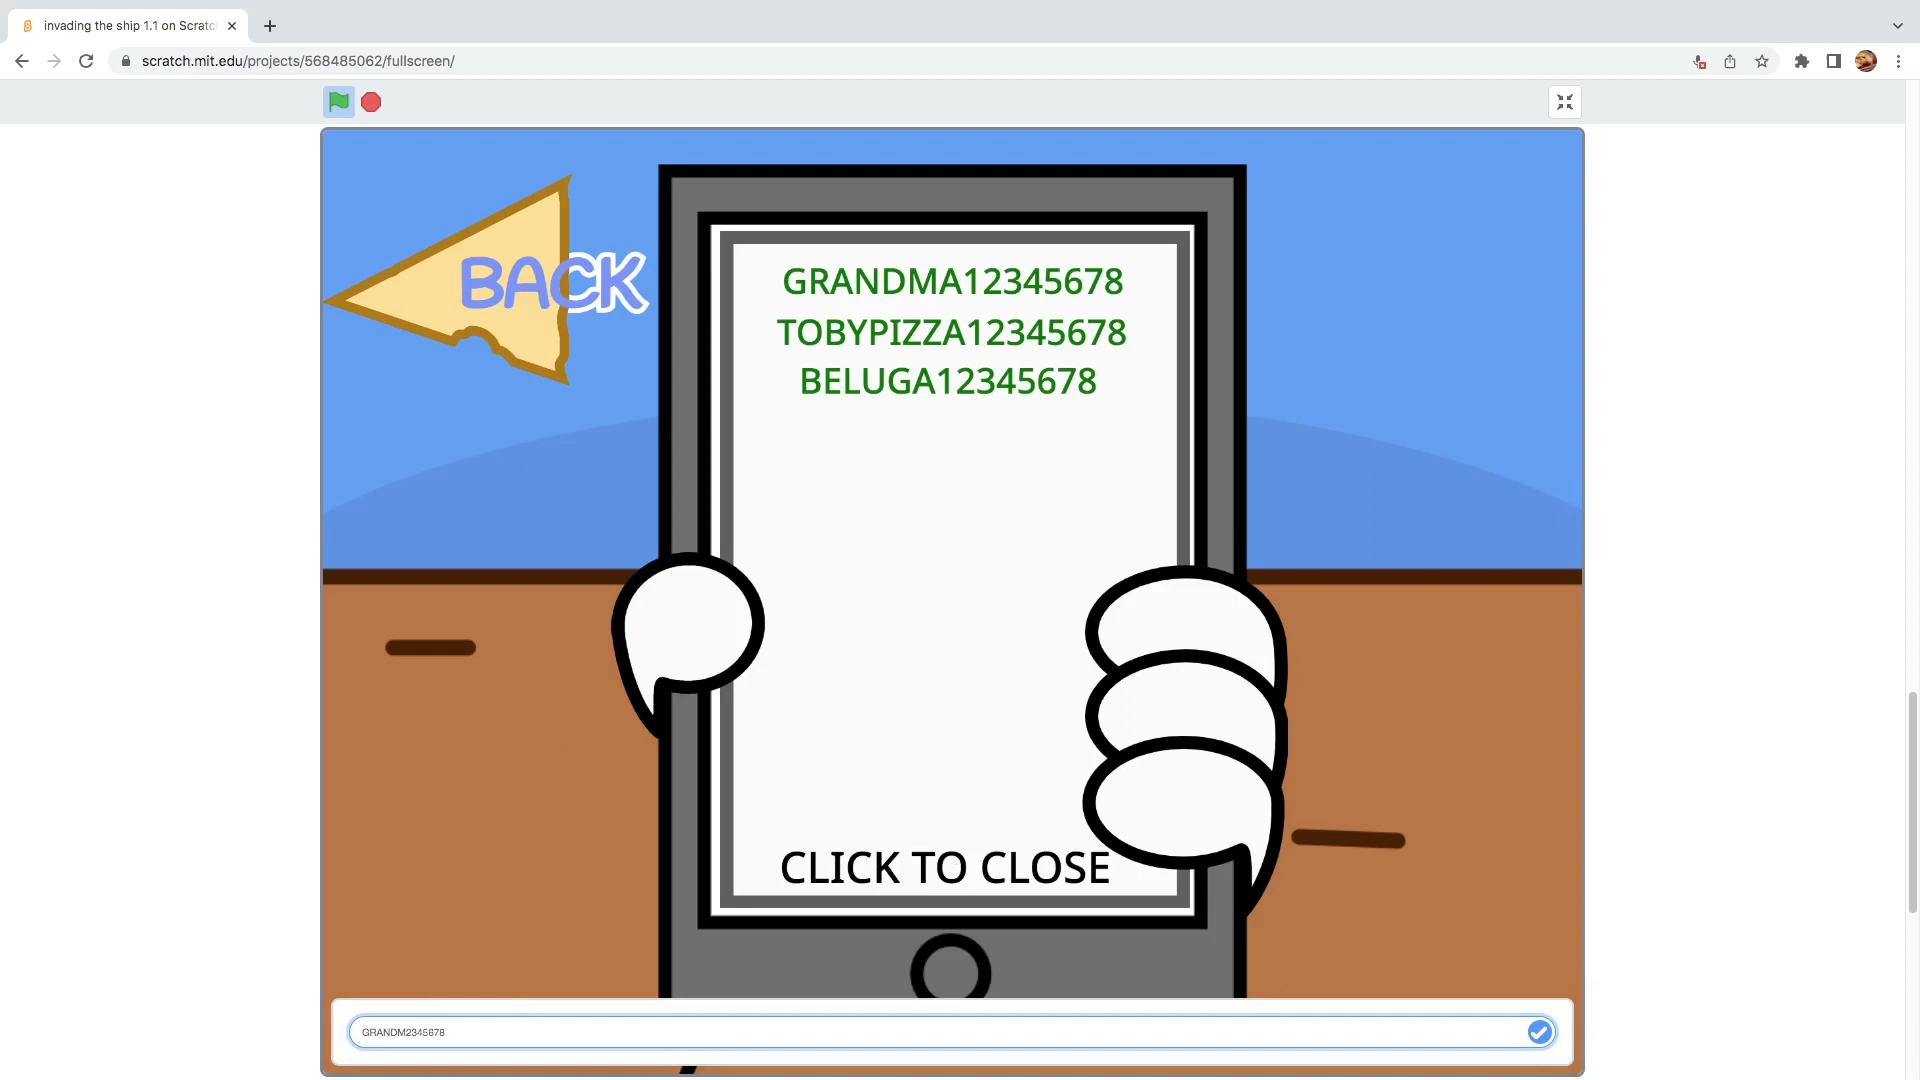 invading the ship 1.1 on Scratc
scratch.mit.edu/projects/568485062/fullscreen/
BACK
GRANDMA12345678
TOBYPIZZA12345678
BELUGA12345678
CLICK TO CLOSE
GRANDM2345678